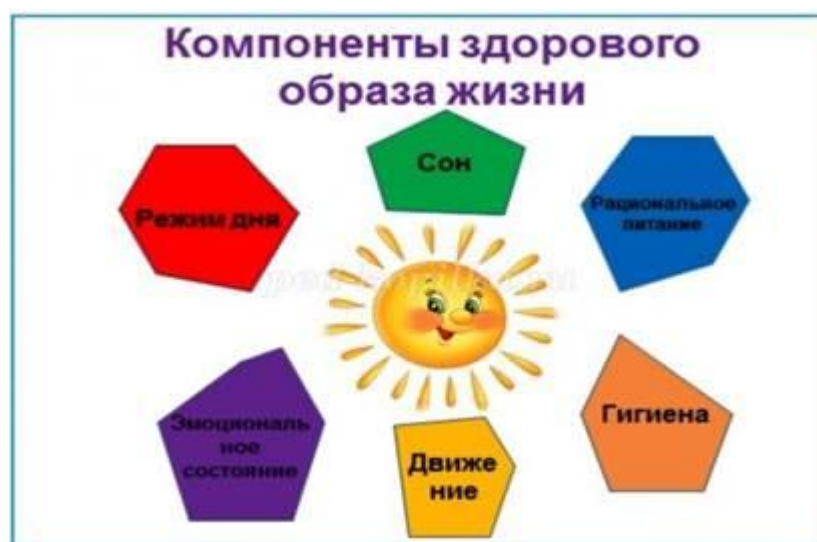 Компоненты здорового
образа жизни
Сон
Режим дня
Рациональное
питание
Эмоциональ
ное
состояние
Движе
ние
Гигиена